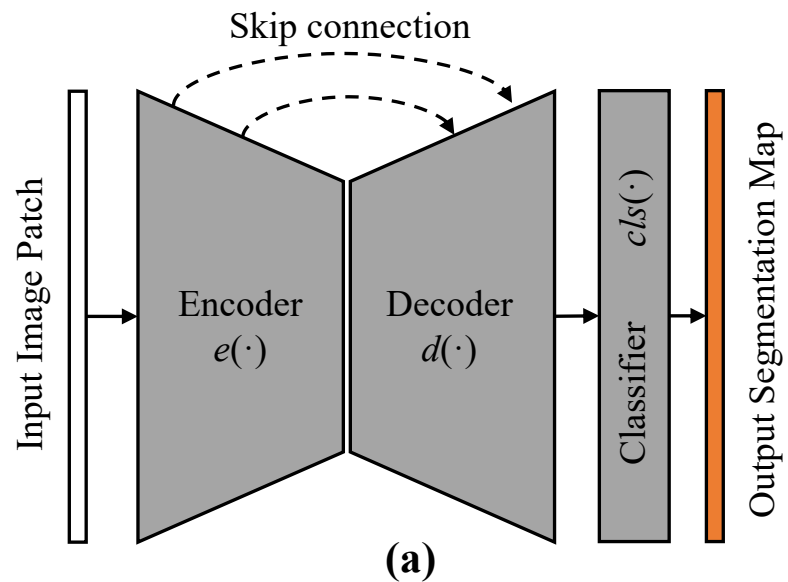 Skip connection
Input Image Patch
Encoder
e(·)
Decoder
d(·)
Classifier cls(·)
Output Segmentation Map
(a)